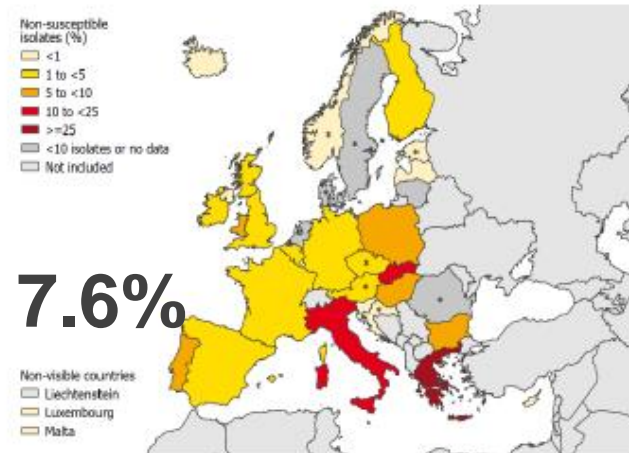 Non-susceptible
isolates (%)
<1
1 to <5
5 to <10
10 to <25
>=25
<10 isolates or no data
Not included
7.6%
Non-visible countries
Liechtenstein
Luxembourg
Malta